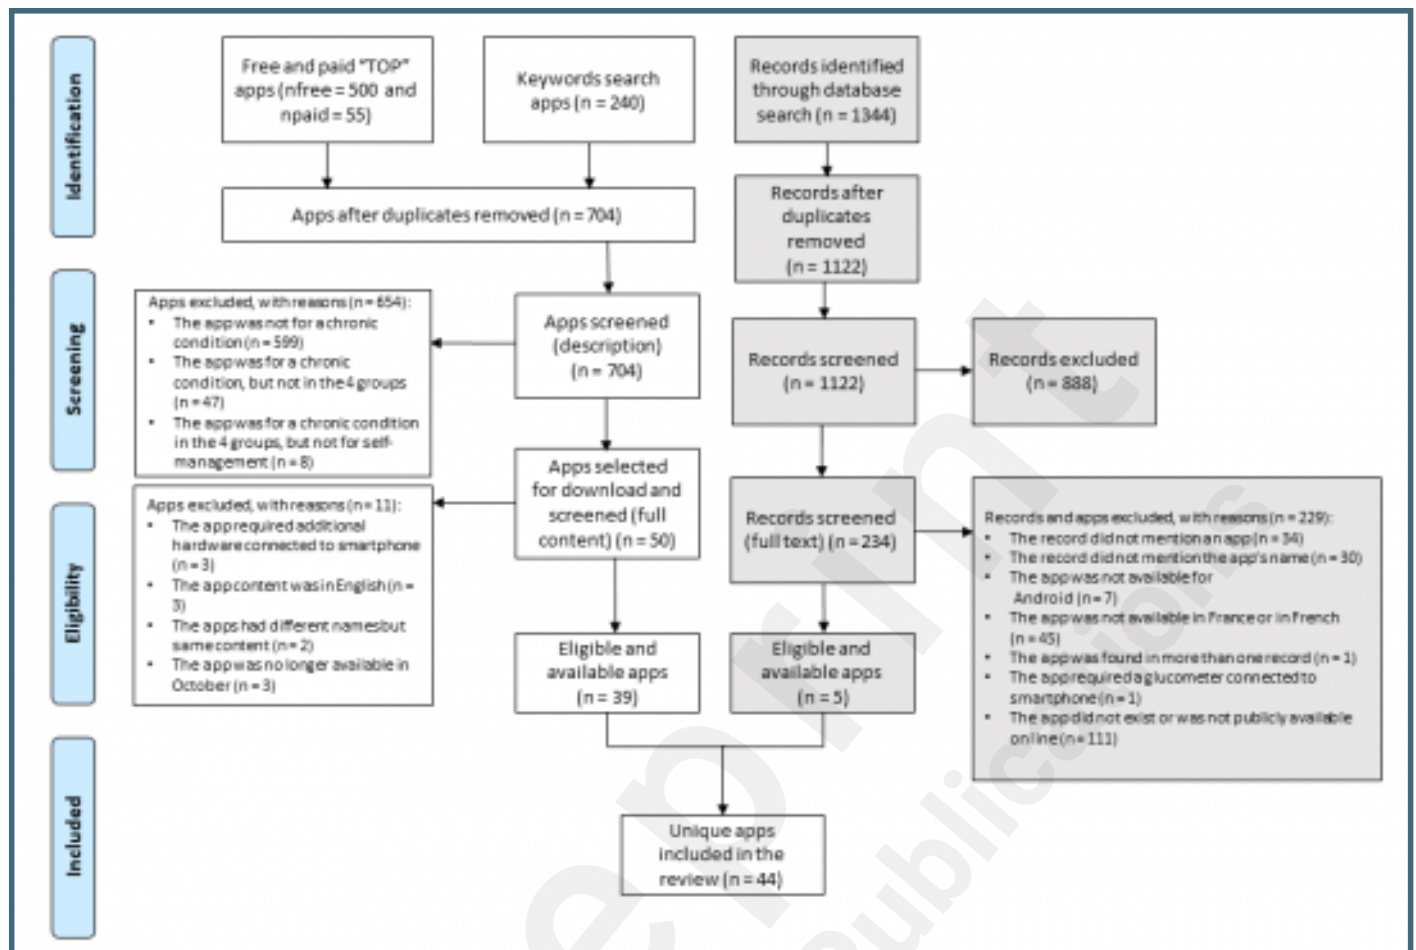 Identification
Free and paid "TOP"
apps (nfree = 500 and
npaid = 55)
Keywords search
apps (n = 240)
Records identified
through database
search (n = 1344)
Apps after duplicates removed (n = 704)
Records after
duplicates
removed
(n = 1122)
Screening
Apps excluded, with reasons (n = 654):
• The app was not for a chronic
condition (n = 599)
• The app was for a chronic
condition, but not in the 4 groups
(n = 47)
• The app was for a chronic condition
in the 4 groups, but not for self-
management (n = 8)
Apps screened
(description)
(n = 704)
Records screened
(n = 1122)
Records excluded
(n = 888)
Eligibility
Apps excluded, with reasons (n = 11):
• The app required additional
hardware connected to smartphone
(n = 3)
• The app content was in English (n =
3)
• The apps had different names but
same content (n = 2)
• The app was no longer available in
October (n = 3)
Apps selected
for download and
screened (full
content) (n = 50)
Records screened
(full text) (n = 234)
Records and apps excluded, with reasons (n = 229):
• The record did not mention an app (n = 34)
• The record did not mention the app's name (n = 30)
• The app was not available for
Android (n = 7)
• The app was not available in France or in French
(n = 45)
• The app was found in more than one record (n = 1)
• The app required a glucometer connected to
smartphone (n = 1)
• The app did not exist or was not publicly available
online (n = 111)
Eligible and
available apps
(n = 39)
Eligible and
available apps
(n = 5)
Included
Unique apps
included in the
review (n = 44)
eprint
Publications